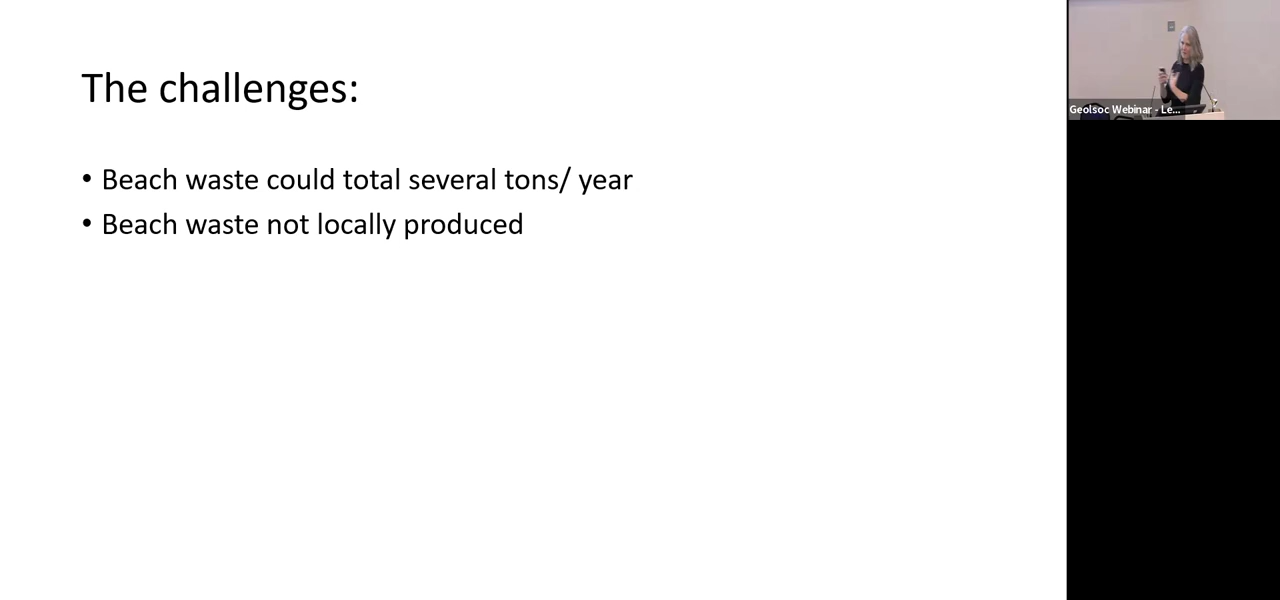 The challenges:
• Beach waste could total several tons/ year
• Beach waste not locally produced
Geolsoc Webinar - Le...